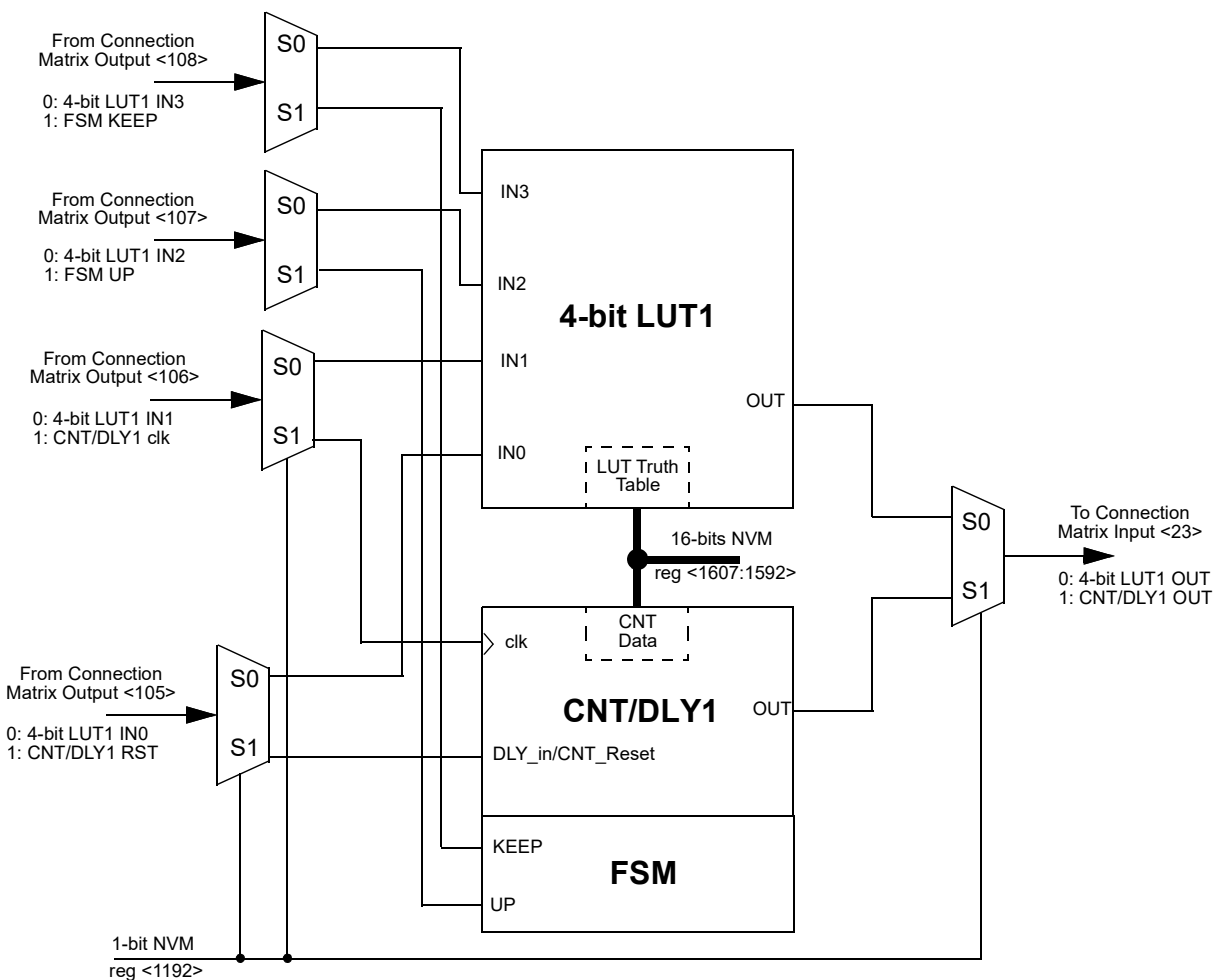 From Connection
Matrix Output <108>
0: 4-bit LUT1 IN3
1: FSM KEEP
S0
S1
From Connection
Matrix Output <107>
0: 4-bit LUT1 IN2
1: FSM UP
S0
S1
From Connection
Matrix Output <106>
0: 4-bit LUT1 IN1
1: CNT/DLY1 clk
S0
S1
From Connection
Matrix Output <105>
0: 4-bit LUT1 IN0
1: CNT/DLY1 RST
S0
S1
IN3
IN2
IN1
IN0
4-bit LUT1
OUT
LUT Truth
Table
16-bits NVM
reg <1607:1592>
CNT
Data
clk
CNT/DLY1
OUT
DLY_in/CNT_Reset
KEEP
UP
FSM
S0
S1
To Connection
Matrix Input <23>
0: 4-bit LUT1 OUT
1: CNT/DLY1 OUT
1-bit NVM
reg <1192>